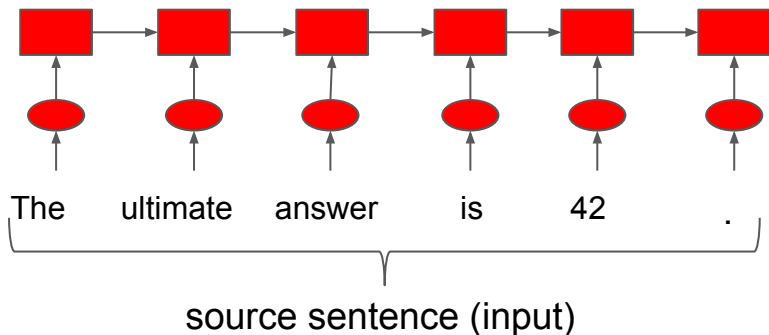 The ultimate answer is 42 .
source sentence (input)